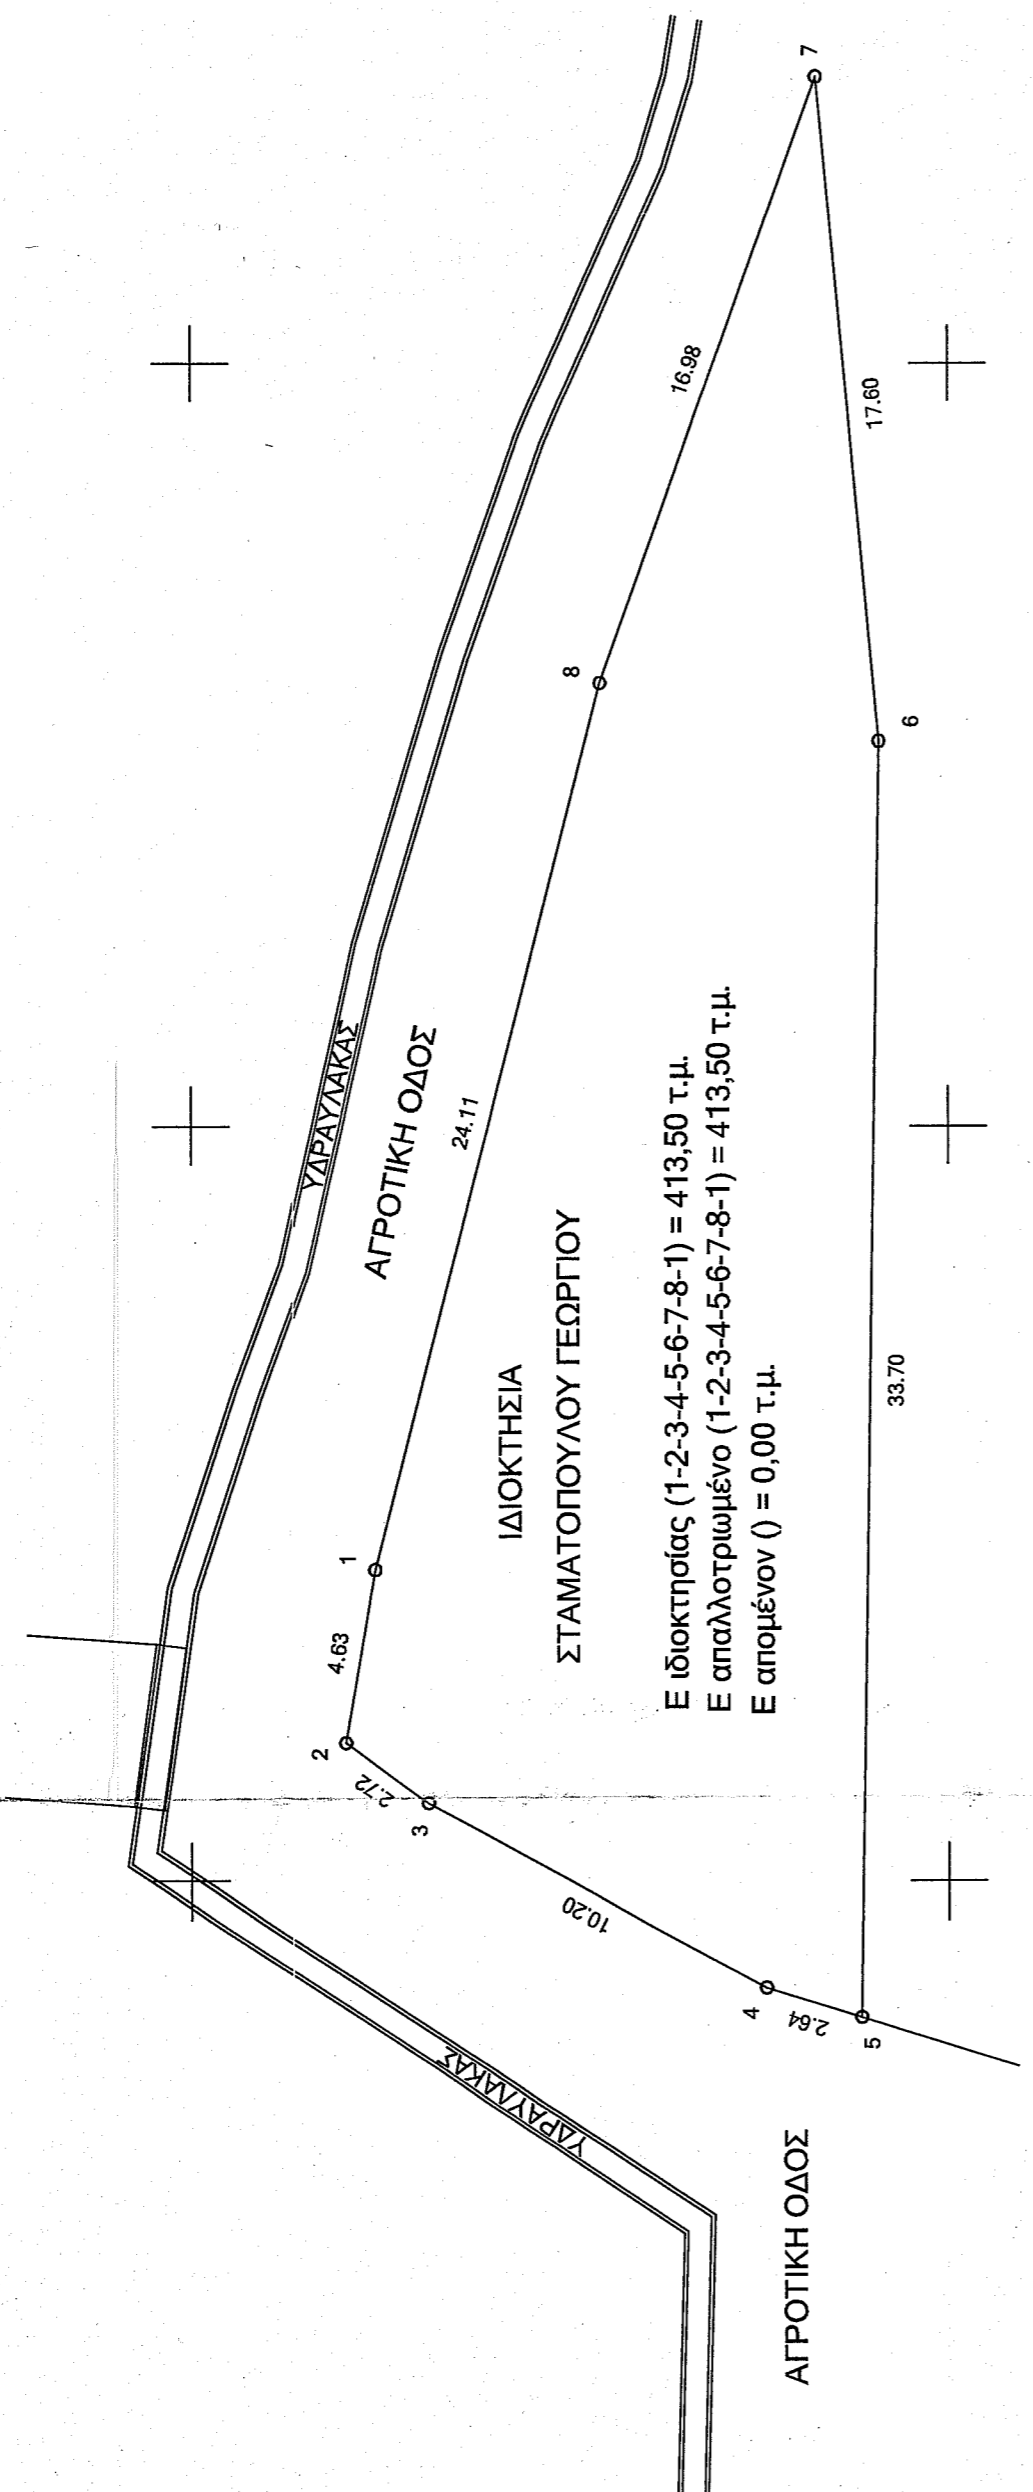 ΥΔΡΑΥΛΑΚΑΣ
ΑΓΡΟΤΙΚΗ ΟΔΟΣ
ΙΔΙΟΚΤΗΣΙΑ
ΣΤΑΜΑΤΟΠΟΥΛΟΥ ΓΕΩΡΓΙΟΥ
Ε ιδιοκτησίας (1-2-3-4-5-6-7-8-1) = 413,50 τ.μ.
Ε απαλλοτριωμένο (1-2-3-4-5-6-7-8-1) = 413,50 τ.μ.
Ε απομένον () = 0,00 τ.μ.
ΥΔΡΑΥΛΑΚΑΣ
ΑΓΡΟΤΙΚΗ ΟΔΟΣ
1
4.63
2
2.72
3
10.20
4
2.64
5
33.70
6
17.60
7
16.98
8
24.11